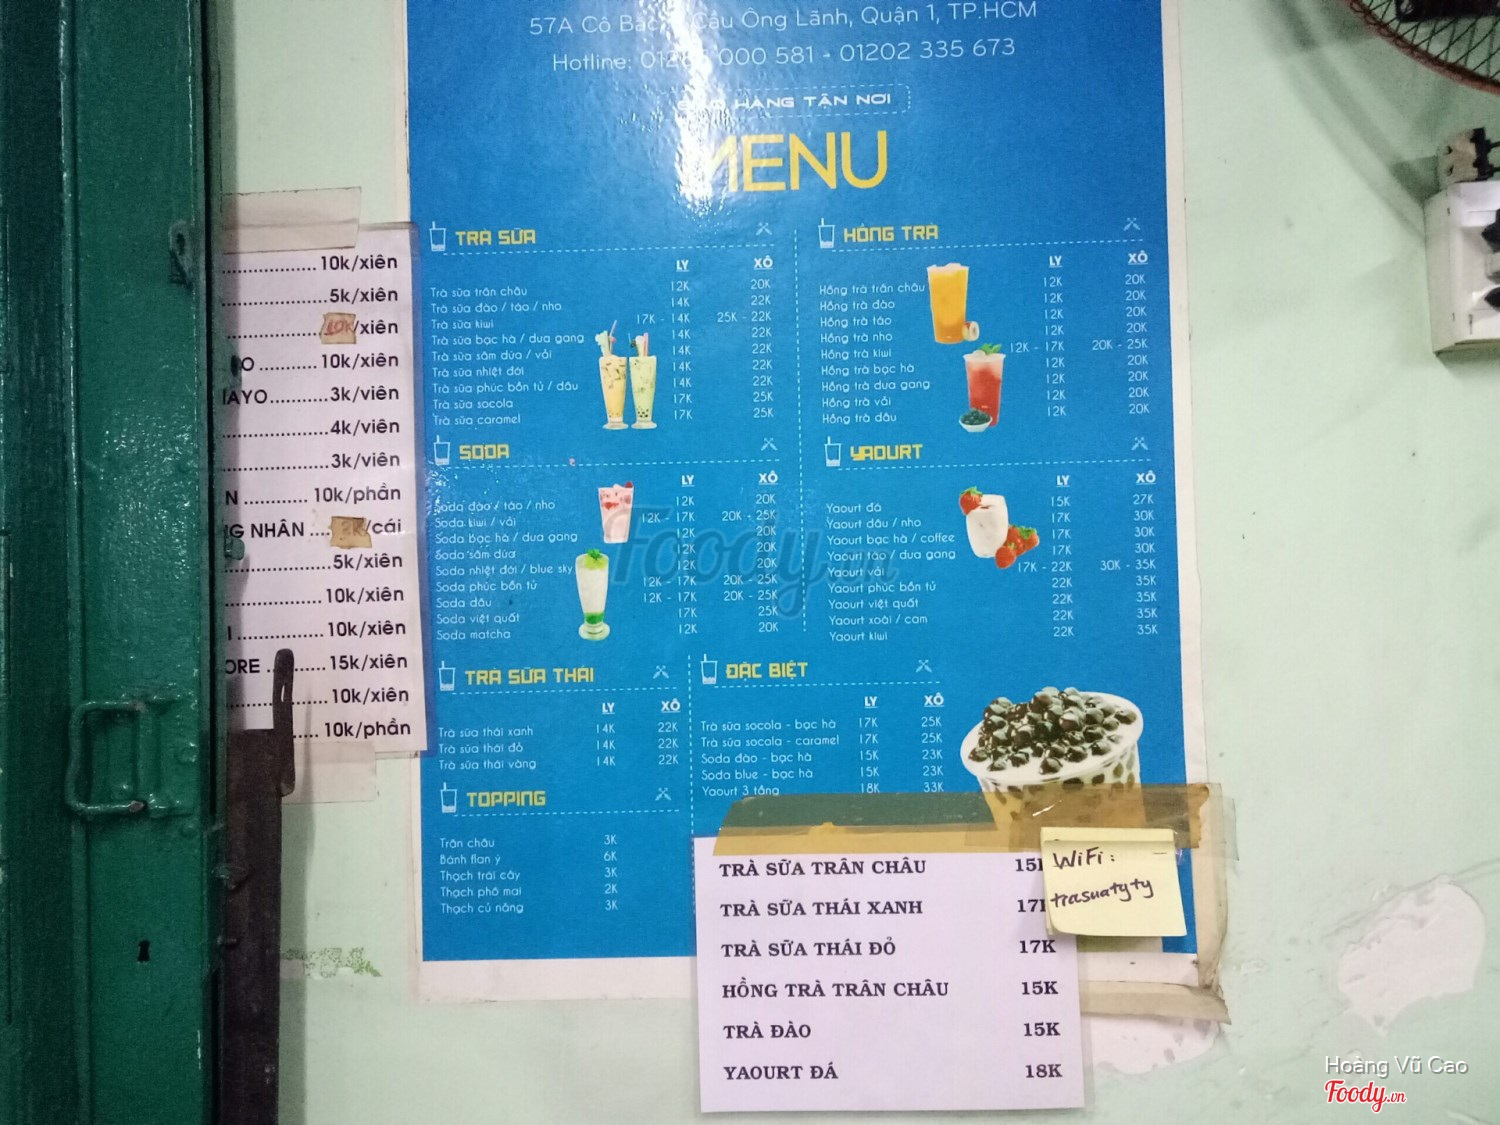 57A Cô Bắc, Cầu Ông Lãnh, Quận 1, TP.HCM
Hotline: 000 581 - 01202 335 673
HÀNG TẬN NƠI
MENU
TRÀ SỮA
LY XÔ
Trà sữa trân châu 12K 20K
Trà sữa đào / táo / nho 14K 22K
Trà sữa kiwi 17K - 14K 25K - 22K
Trà sữa bạc hà / dưa gang 14K 22K
Trà sữa sâm dứa / vải 14K 22K
Trà sữa nhiệt đới 14K 22K
Trà sữa phúc bồn tử / dâu 14K 22K
Trà sữa socola 17K 25K
Trà sữa caramel 17K 25K
HỒNG TRÀ
LY XÔ
Hồng trà trân châu 12K 20K
Hồng trà đào 12K 20K
Hồng trà táo 12K 20K
Hồng trà nho 12K 20K
Hồng trà kiwi 12K - 17K 20K - 25K
Hồng trà bạc hà 12K 20K
Hồng trà dưa gang 12K 20K
Hồng trà vải 12K 20K
Hồng trà dâu 12K 20K
SODA
LY XÔ
Soda đào / táo / nho 12K 20K
Soda kiwi / vải 12K - 17K 20K - 25K
Soda bạc hà / dưa gang 12K 20K
Soda sâm dứa 12K 20K
Soda nhiệt đới / blue sky 12K 20K
Soda phúc bồn tử 12K - 17K 20K - 25K
Soda dâu 12K - 17K 20K - 25K
Soda việt quất 17K 25K
Soda matcha 12K 20K
YAOURT
LY XÔ
Yaourt đá 15K 27K
Yaourt dâu / nho 17K 30K
Yaourt bạc hà / coffee 17K 30K
Yaourt táo / dưa gang 17K 30K
Yaourt vải 17K - 22K 30K - 35K
Yaourt phúc bồn tử 22K 35K
Yaourt việt quất 22K 35K
Yaourt xoài / cam 22K 35K
Yaourt kiwi 22K 35K
TRÀ SỮA THÁI
LY XÔ
Trà sữa thái xanh 14K 22K
Trà sữa thái đỏ 14K 22K
Trà sữa thái vàng 14K 22K
ĐẶC BIỆT
LY XÔ
Trà sữa socola - bạc hà 17K 25K
Trà sữa socola - caramel 17K 25K
Soda đào - bạc hà 15K 23K
Soda blue - bạc hà 15K 23K
Yaourt 3 tầng 18K 33K
TOPPING
Trân châu 3K
Bánh flan ý 6K
Thạch trái cây 3K
Thạch phô mai 2K
Thạch củ năng 3K
TRÀ SỮA TRÂN CHÂU 15K
TRÀ SỮA THÁI XANH 17K
TRÀ SỮA THÁI ĐỎ 17K
HỒNG TRÀ TRÂN CHÂU 15K
TRÀ ĐÀO 15K
YAOURT ĐÁ 18K
WiFi:
trasuatyty
..................10k/xiên
..................5k/xiên
10k/xiên
O ...........10k/xiên
MAYO...........3k/viên
..................4k/viên
..................3k/viên
N ............ 10k/phần
NG NHÂN .... /cái
..................5k/xiên
..................10k/xiên
I ................10k/xiên
ORE ...........15k/xiên
..................10k/xiên
.....10k/phần
Foody.vn
Hoàng Vũ Cao
Foody.vn